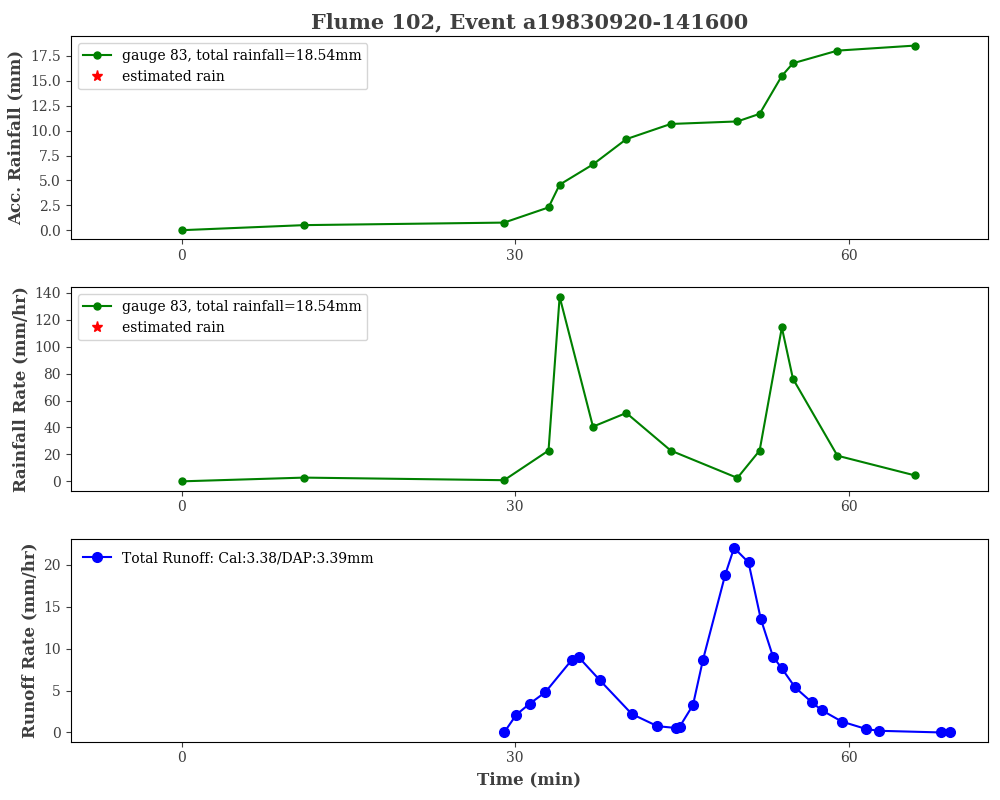 Flume 102, Event a19830920-141600
Acc. Rainfall (mm)
17.5
15.0
12.5
10.0
7.5
5.0
2.5
0.0
gauge 83, total rainfall=18.54mm
estimated rain
0 30 60
Rainfall Rate (mm/hr)
140
120
100
80
60
40
20
0
gauge 83, total rainfall=18.54mm
estimated rain
0 30 60
Runoff Rate (mm/hr)
20
15
10
5
0
Total Runoff: Cal:3.38/DAP:3.39mm
0 30 60
Time (min)